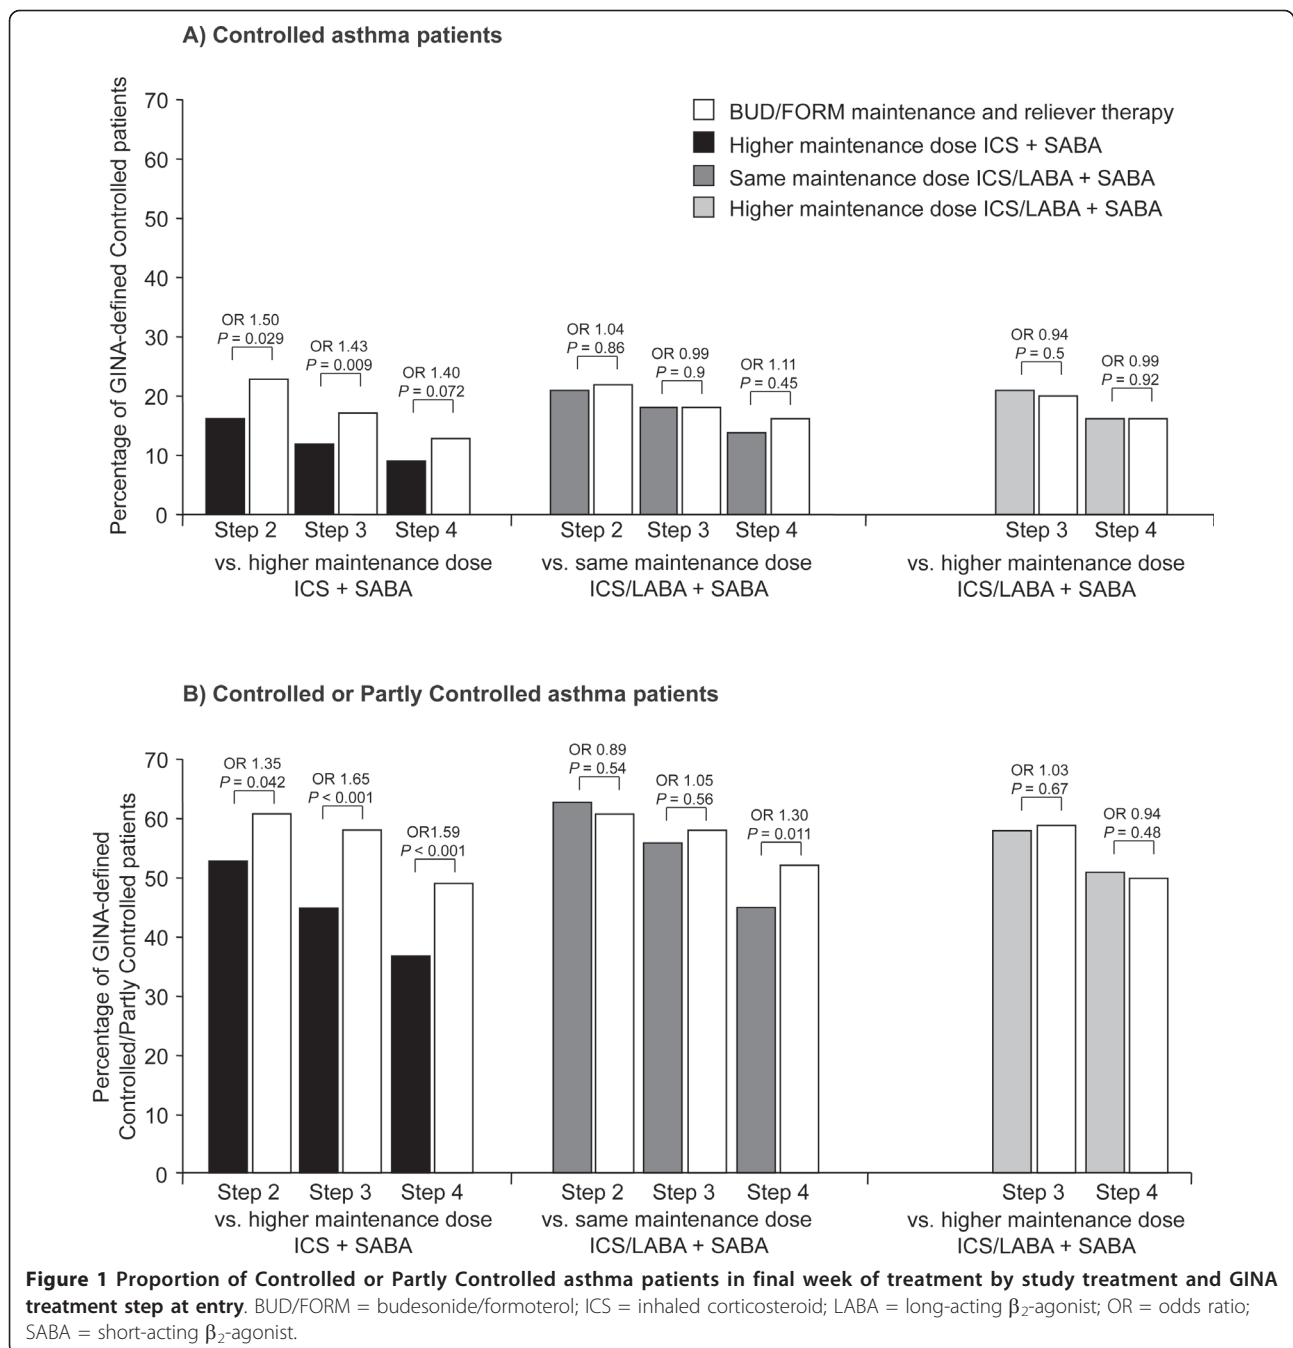 A) Controlled asthma patients
Percentage of GINA-defined Controlled patients
70
60
50
40
30
20
10
0
BUD/FORM maintenance and reliever therapy
Higher maintenance dose ICS + SABA
Same maintenance dose ICS/LABA + SABA
Higher maintenance dose ICS/LABA + SABA
OR 1.50
P = 0.029
OR 1.43
P = 0.009
OR 1.40
P = 0.072
OR 1.04
P = 0.86
OR 0.99
P = 0.9
OR 1.11
P = 0.45
OR 0.94
P = 0.5
OR 0.99
P = 0.92
Step 2 Step 3 Step 4
vs. higher maintenance dose
ICS + SABA
Step 2 Step 3 Step 4
vs. same maintenance dose
ICS/LABA + SABA
Step 3 Step 4
vs. higher maintenance dose
ICS/LABA + SABA
B) Controlled or Partly Controlled asthma patients
Percentage of GINA-defined
Controlled/Partly Controlled patients
70
60
50
40
30
20
10
0
OR 1.35
P = 0.042
OR 1.65
P < 0.001
OR1.59
P < 0.001
OR 0.89
P = 0.54
OR 1.05
P = 0.56
OR 1.30
P = 0.011
OR 1.03
P = 0.67
OR 0.94
P = 0.48
Step 2 Step 3 Step 4
vs. higher maintenance dose
ICS + SABA
Step 2 Step 3 Step 4
vs. same maintenance dose
ICS/LABA + SABA
Step 3 Step 4
vs. higher maintenance dose
ICS/LABA + SABA
Figure 1 Proportion of Controlled or Partly Controlled asthma patients in final week of treatment by study treatment and GINA
treatment step at entry. BUD/FORM = budesonide/formoterol; ICS = inhaled corticosteroid; LABA = long-acting β₂-agonist; OR = odds ratio;
SABA = short-acting β₂-agonist.